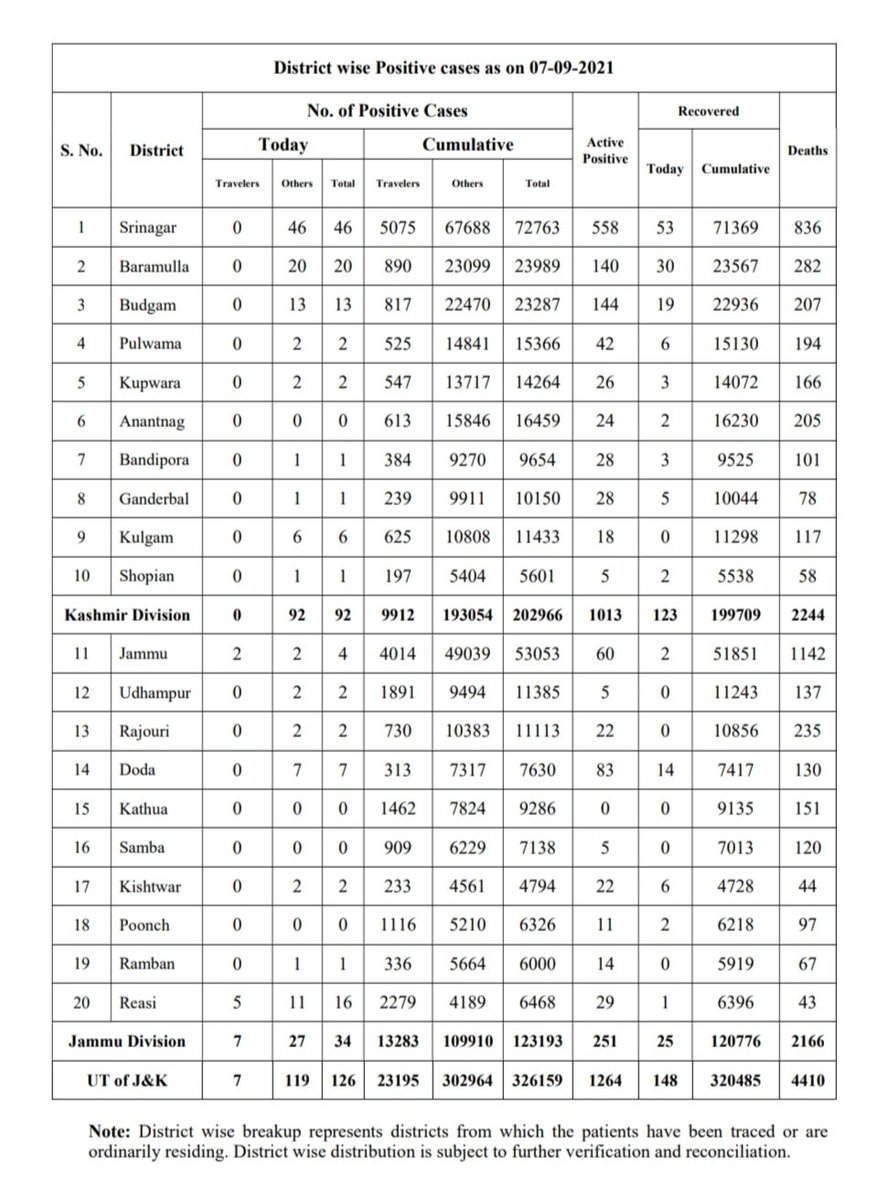 District wise Positive cases as on 07-09-2021
S. No. District No. of Positive Cases Active Positive Recovered Deaths
Today Cumulative Today Cumulative
Travelers Others Total Travelers Others Total
1 Srinagar 0 46 46 5075 67688 72763 558 53 71369 836
2 Baramulla 0 20 20 890 23099 23989 140 30 23567 282
3 Budgam 0 13 13 817 22470 23287 144 19 22936 207
4 Pulwama 0 2 2 525 14841 15366 42 6 15130 194
5 Kupwara 0 2 2 547 13717 14264 26 3 14072 166
6 Anantnag 0 0 0 613 15846 16459 24 2 16230 205
7 Bandipora 0 1 1 384 9270 9654 28 3 9525 101
8 Ganderbal 0 1 1 239 9911 10150 28 5 10044 78
9 Kulgam 0 6 6 625 10808 11433 18 0 11298 117
10 Shopian 0 1 1 197 5404 5601 5 2 5538 58
Kashmir Division 0 92 92 9912 193054 202966 1013 123 199709 2244
11 Jammu 2 2 4 4014 49039 53053 60 2 51851 1142
12 Udhampur 0 2 2 1891 9494 11385 5 0 11243 137
13 Rajouri 0 2 2 730 10383 11113 22 0 10856 235
14 Doda 0 7 7 313 7317 7630 83 14 7417 130
15 Kathua 0 0 0 1462 7824 9286 0 0 9135 151
16 Samba 0 0 0 909 6229 7138 5 0 7013 120
17 Kishtwar 0 2 2 233 4561 4794 22 6 4728 44
18 Poonch 0 0 0 1116 5210 6326 11 2 6218 97
19 Ramban 0 1 1 336 5664 6000 14 0 5919 67
20 Reasi 5 11 16 2279 4189 6468 29 1 6396 43
Jammu Division 7 27 34 13283 109910 123193 251 25 120776 2166
UT of J&K 7 119 126 23195 302964 326159 1264 148 320485 4410
Note: District wise breakup represents districts from which the patients have been traced or are
ordinarily residing. District wise distribution is subject to further verification and reconciliation.